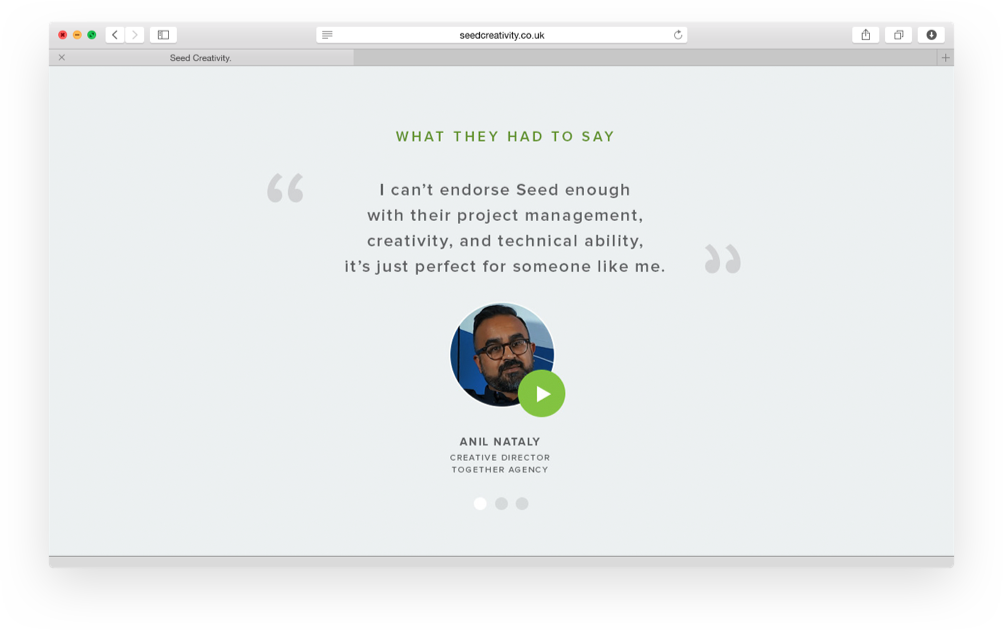 seedcreativity.co.uk
Seed Creativity.
WHAT THEY HAD TO SAY
“
I can’t endorse Seed enough
with their project management,
creativity, and technical ability,
it’s just perfect for someone like me.
”
ANIL NATALY
CREATIVE DIRECTOR
TOGETHER AGENCY